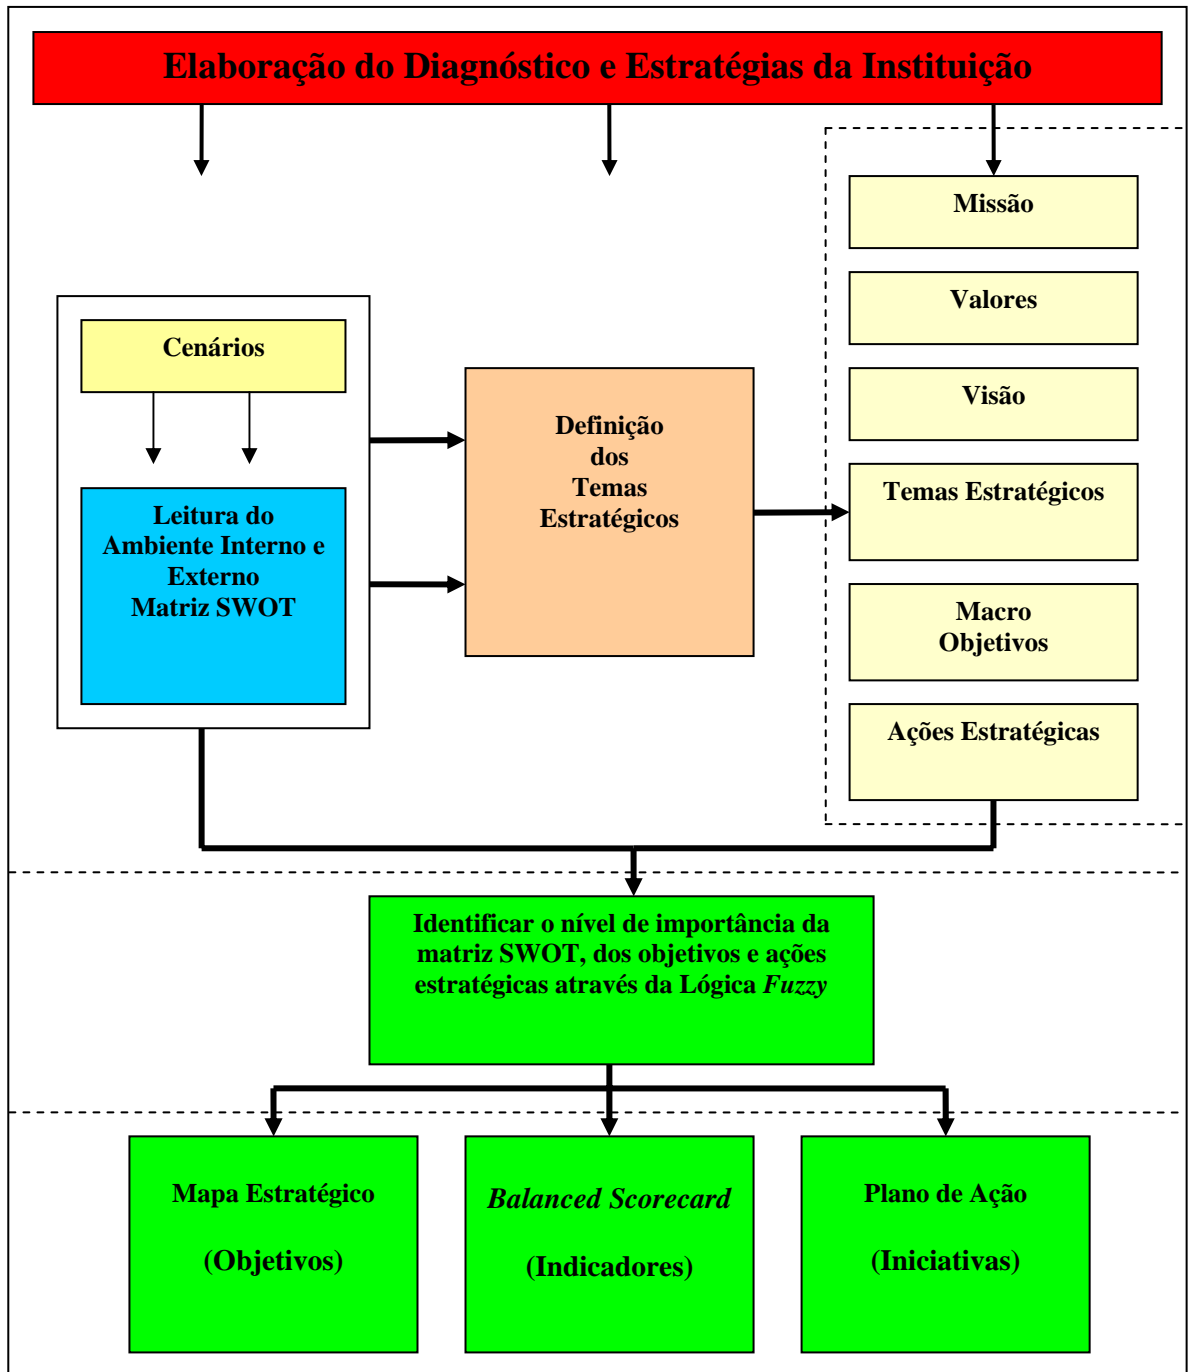 Elaboração do Diagnóstico e Estratégias da Instituição
Missão
Valores
Visão
Temas Estratégicos
Macro
Objetivos
Ações Estratégicas
Cenários
Leitura do
Ambiente Interno e
Externo
Matriz SWOT
Definição
dos
Temas
Estratégicos
Identificar o nível de importância da
matriz SWOT, dos objetivos e ações
estratégicas através da Lógica Fuzzy
Mapa Estratégico
(Objetivos)
Balanced Scorecard
(Indicadores)
Plano de Ação
(Iniciativas)